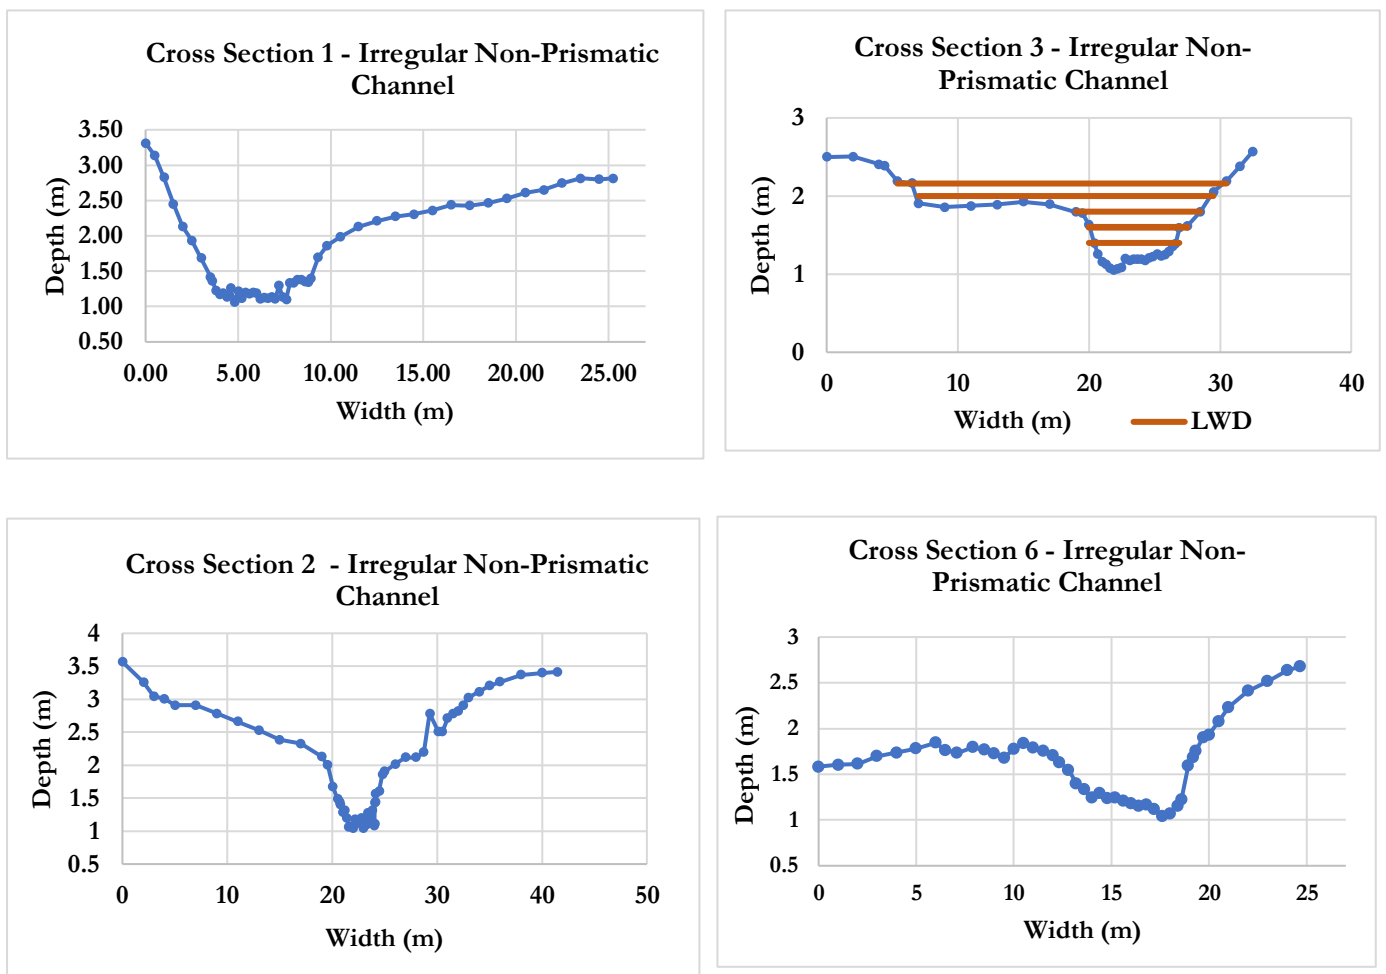 Cross Section 1 - Irregular Non-Prismatic
Channel
Depth (m)
3.50
3.00
2.50
2.00
1.50
1.00
0.50
0.00 5.00 10.00 15.00 20.00 25.00
Width (m)
Cross Section 3 - Irregular Non-
Prismatic Channel
Depth (m)
3
2
1
0
0 10 20 30 40
Width (m)
LWD
Cross Section 2 - Irregular Non-Prismatic
Channel
Depth (m)
4
3.5
3
2.5
2
1.5
1
0.5
0 10 20 30 40 50
Width (m)
Cross Section 6 - Irregular Non-
Prismatic Channel
Depth (m)
3
2.5
2
1.5
1
0.5
0 5 10 15 20 25
Width (m)